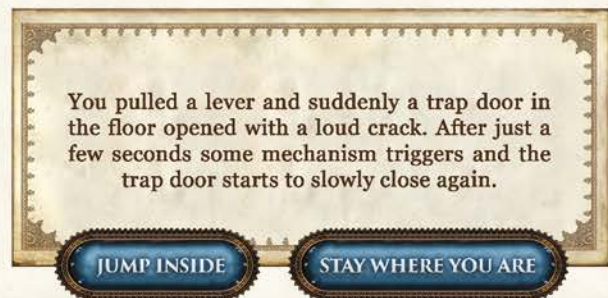 You pulled a lever and suddenly a trap door in
the floor opened with a loud crack. After just a
few seconds some mechanism triggers and the
trap door starts to slowly close again.
JUMP INSIDE
STAY WHERE YOU ARE